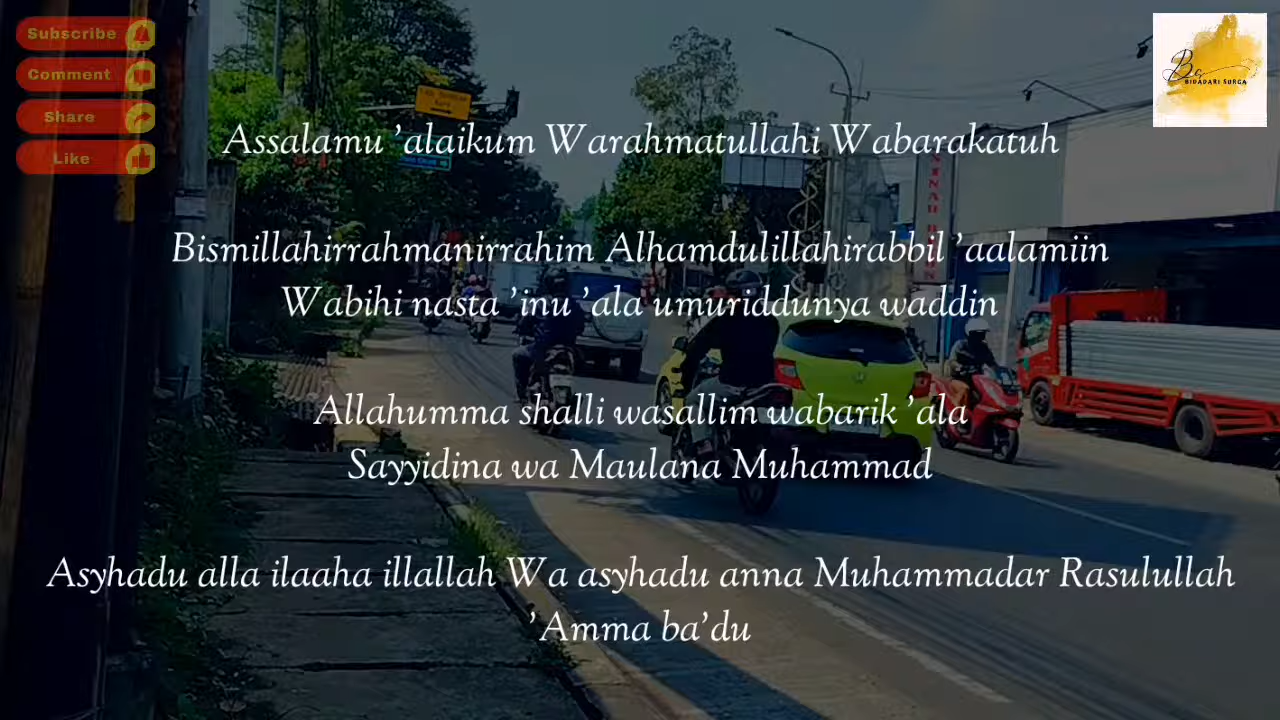 Subscribe
Comment
Share
Like
BIDADARI SURGA
Assalamu 'alaikum Warahmatullahi Wabarakatuh
Bismillahirrahmanirrahim Alhamdulillahirabbil 'aalamiin
Wabihi nasta 'inu 'ala umuriddunya waddin
Allahumma shalli wasallim wabarik 'ala
Sayyidina wa Maulana Muhammad
Asyhadu alla ilaaha illallah Wa asyhadu anna Muhammadar Rasulullah
'Amma ba'du